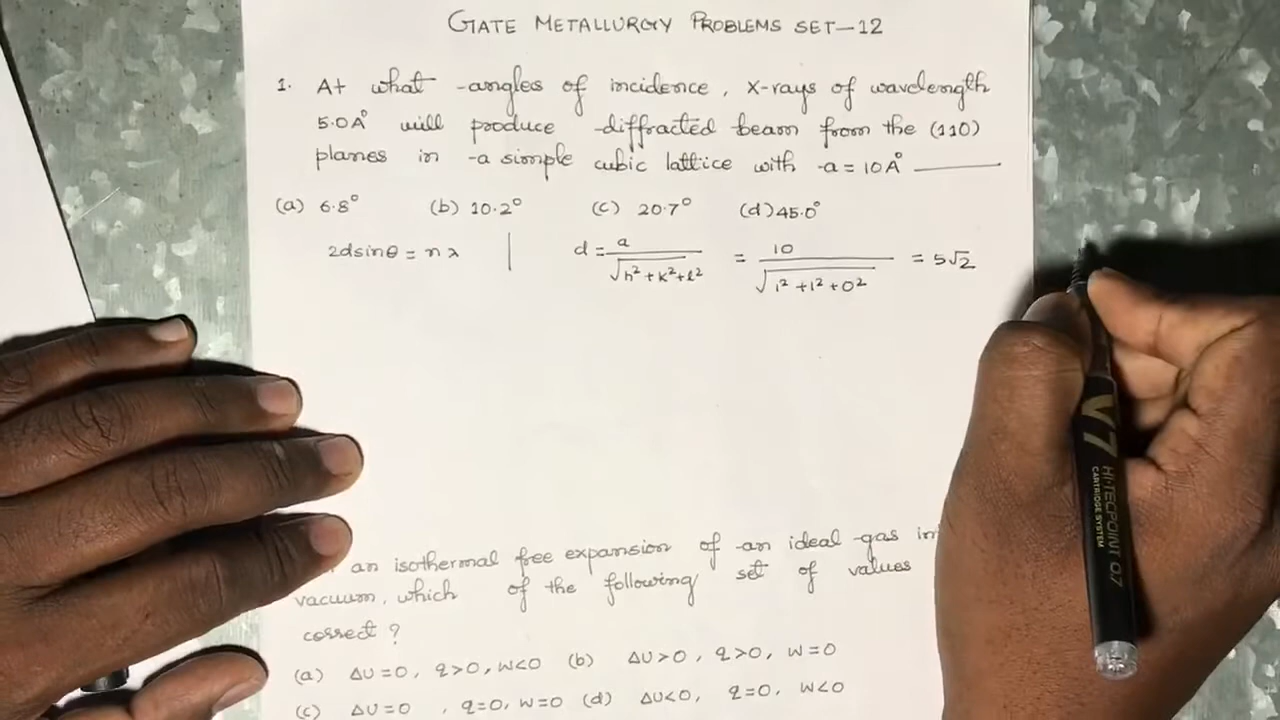 GATE METALLURGY PROBLEMS SET-12
1. At what angles of incidence, X-rays of wavelength
5.0A° will produce diffracted beam from the (110)
planes in a simple cubic lattice with a = 10A° ______
(a) 6.8° (b) 10.2° (c) 20.7° (d) 45.0°
2dsinθ = nλ | d = a/√(h²+k²+l²) = 10/√(1²+1²+0²) = 5√2
an isothermal free expansion of an ideal gas in
vacuum, which of the following set of values
correct?
(a) ΔU=0, q>0, W<0 (b) ΔU>0, q>0, W=0
(c) ΔU=0, q=0, W=0 (d) ΔU<0, q=0, W<0
V7
HI-TECPOINT 0.7
CARTRIDGE SYSTEM